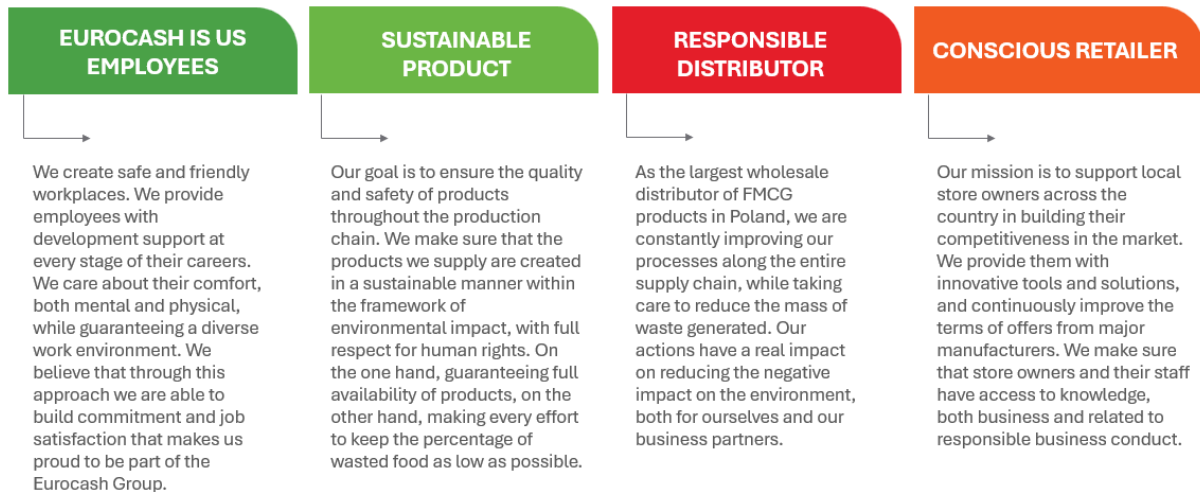 EUROCASH IS US
EMPLOYEES
We create safe and friendly
workplaces. We provide
employees with
development support at
every stage of their careers.
We care about their comfort,
both mental and physical,
while guaranteeing a diverse
work environment. We
believe that through this
approach we are able to
build commitment and job
satisfaction that makes us
proud to be part of the
Eurocash Group.
SUSTAINABLE
PRODUCT
Our goal is to ensure the quality
and safety of products
throughout the production
chain. We make sure that the
products we supply are created
in a sustainable manner within
the framework of
environmental impact, with full
respect for human rights. On
the one hand, guaranteeing full
availability of products, on the
other hand, making every effort
to keep the percentage of
wasted food as low as possible.
RESPONSIBLE
DISTRIBUTOR
As the largest wholesale
distributor of FMCG
products in Poland, we are
constantly improving our
processes along the entire
supply chain, while taking
care to reduce the mass of
waste generated. Our
actions have a real impact
on reducing the negative
impact on the environment,
both for ourselves and our
business partners.
CONSCIOUS RETAILER
Our mission is to support local
store owners across the
country in building their
competitiveness in the market.
We provide them with
innovative tools and solutions,
and continuously improve the
terms of offers from major
manufacturers. We make sure
that store owners and their staff
have access to knowledge,
both business and related to
responsible business conduct.